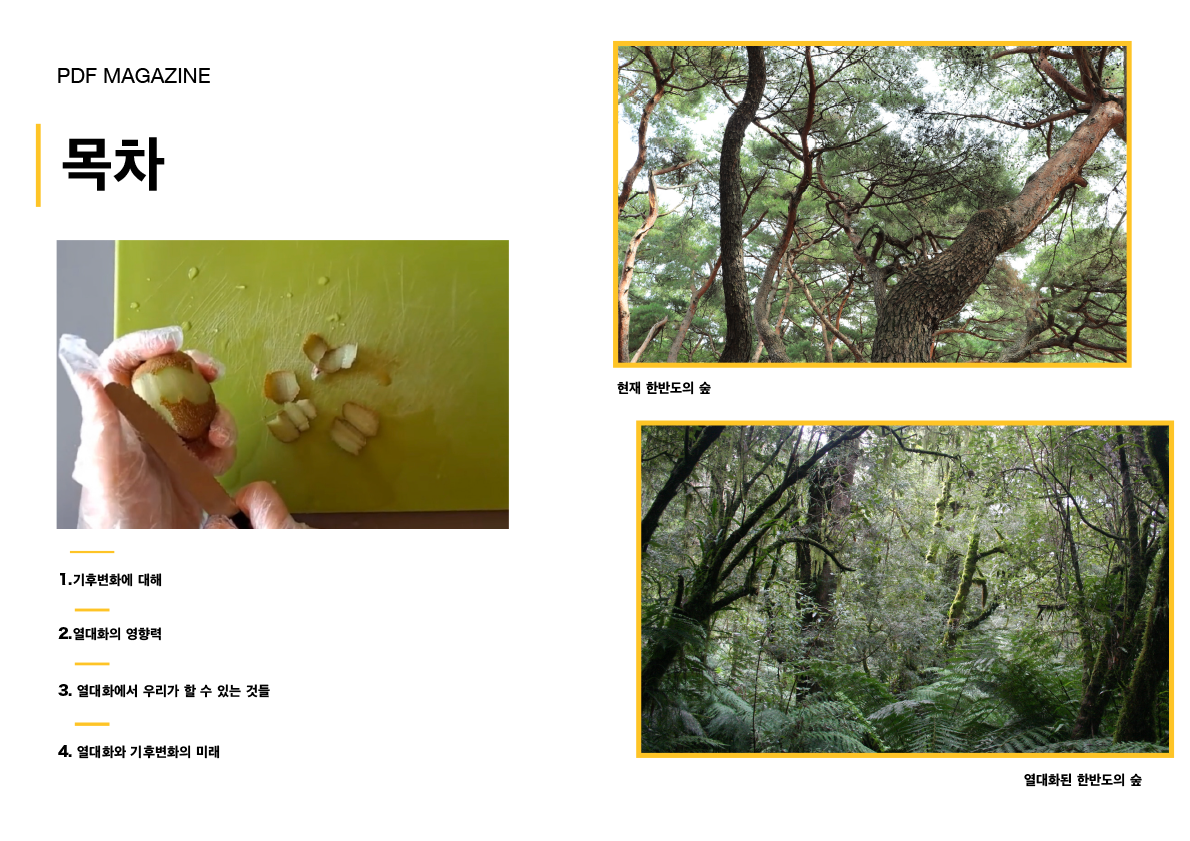 PDF MAGAZINE
목차
1.기후변화에 대해
2.열대화의 영향력
3. 열대화에서 우리가 할 수 있는 것들
4. 열대화와 기후변화의 미래
현재 한반도의 숲
열대화된 한반도의 숲